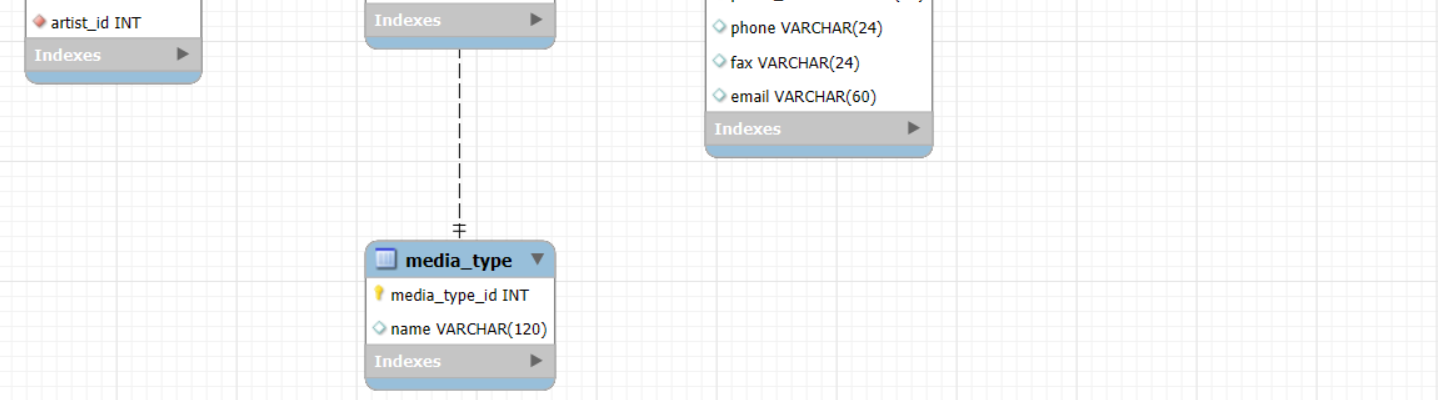 artist_id INT
Indexes
Indexes
phone VARCHAR(24)
fax VARCHAR(24)
email VARCHAR(60)
Indexes
media_type
media_type_id INT
name VARCHAR(120)
Indexes